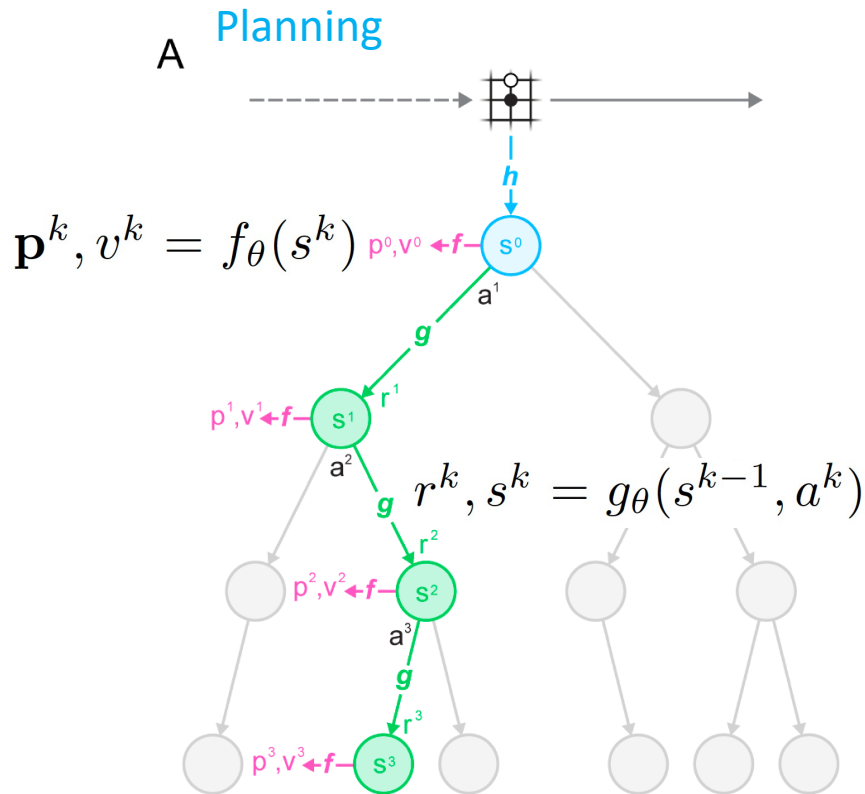 Planning
A
h
𝐩^k, v^k = f_θ(s^k) p⁰,v⁰ f s⁰
a¹
g
r¹
p¹,v¹ f s¹
a²
r^k, s^k = g_θ(s^{k-1}, a^k)
g
r²
p²,v² f s²
a³
g
r³
p³,v³ f s³